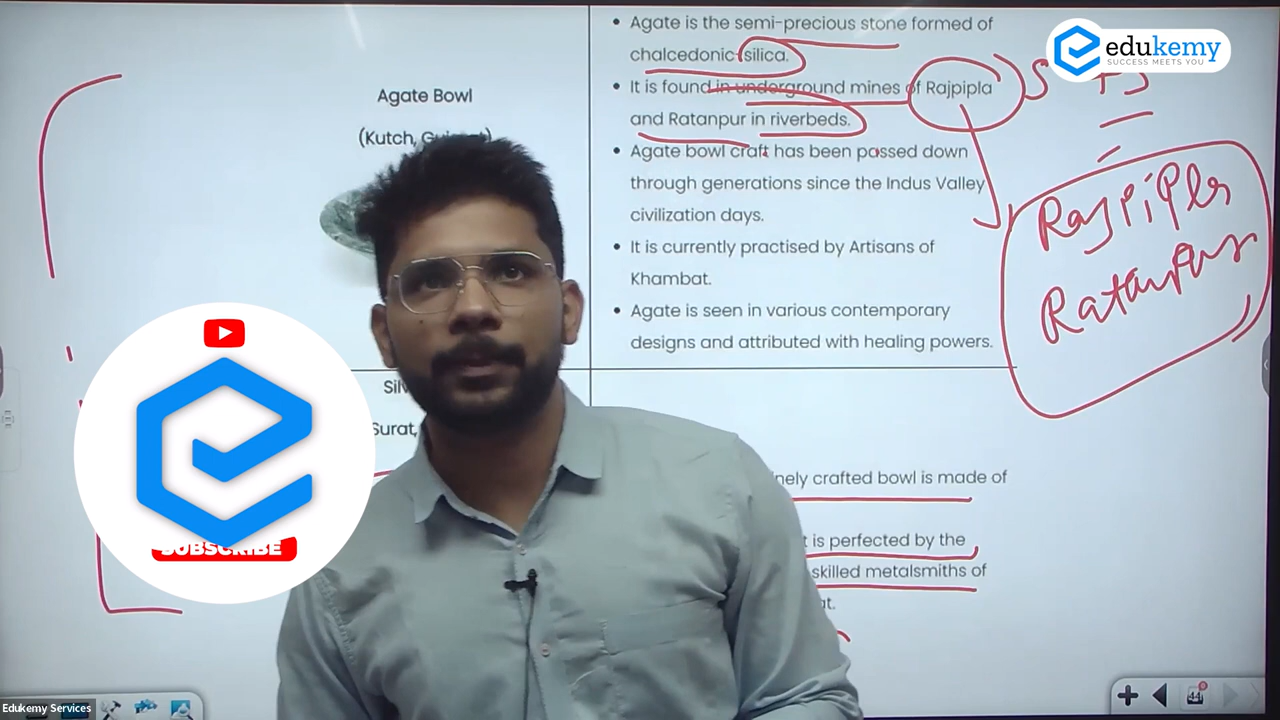 Agate Bowl
(Kutch, Gujarat)
Agate is the semi-precious stone formed of
chalcedonic silica.
It is found in underground mines of Rajpipla
and Ratanpur in riverbeds.
Agate bowl craft has been passed down
through generations since the Indus Valley
civilization days.
It is currently practised by Artisans of
Khambat.
Agate is seen in various contemporary
designs and attributed with healing powers.
edukemy
SUCCESS MEETS YOU
Rajpipla
Ratanpur
Surat,
crafted bowl is made of
is perfected by the
skilled metalsmiths of
SUBSCRIBE
Edukemy Services
44